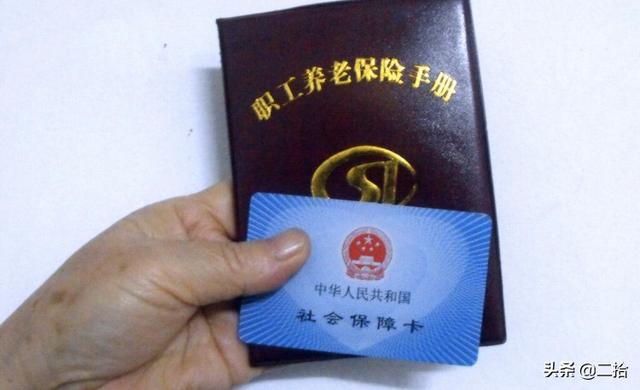 职工养老保险手册
SI
中华人民共和国
社会保障卡
头条 @二拾